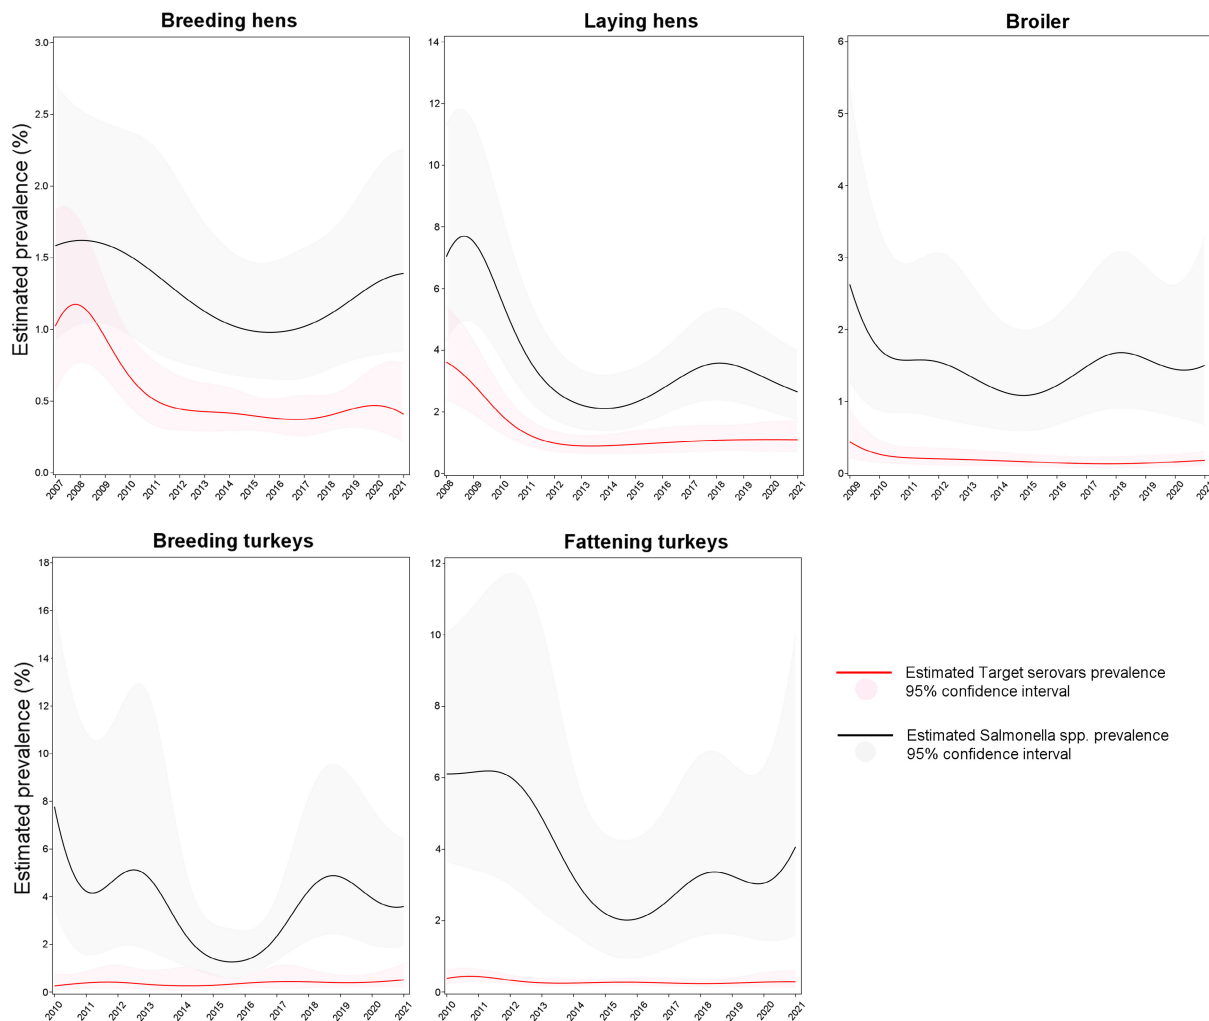 Breeding hens
Estimated prevalence (%)
3.0
2.5
2.0
1.5
1.0
0.5
0.0
2007 2008 2009 2010 2011 2012 2013 2014 2015 2016 2017 2018 2019 2020 2021
Laying hens
14
12
10
8
6
4
2
0
2008 2009 2010 2011 2012 2013 2014 2015 2016 2017 2018 2019 2020 2021
Broiler
6
5
4
3
2
1
0
2009 2010 2011 2012 2013 2014 2015 2016 2017 2018 2019 2020 2021
Breeding turkeys
Estimated prevalence (%)
18
16
14
12
10
8
6
4
2
0
2010 2011 2012 2013 2014 2015 2016 2017 2018 2019 2020 2021
Fattening turkeys
12
10
8
6
4
2
0
2010 2011 2012 2013 2014 2015 2016 2017 2018 2019 2020 2021
Estimated Target serovars prevalence
95% confidence interval
Estimated Salmonella spp. prevalence
95% confidence interval